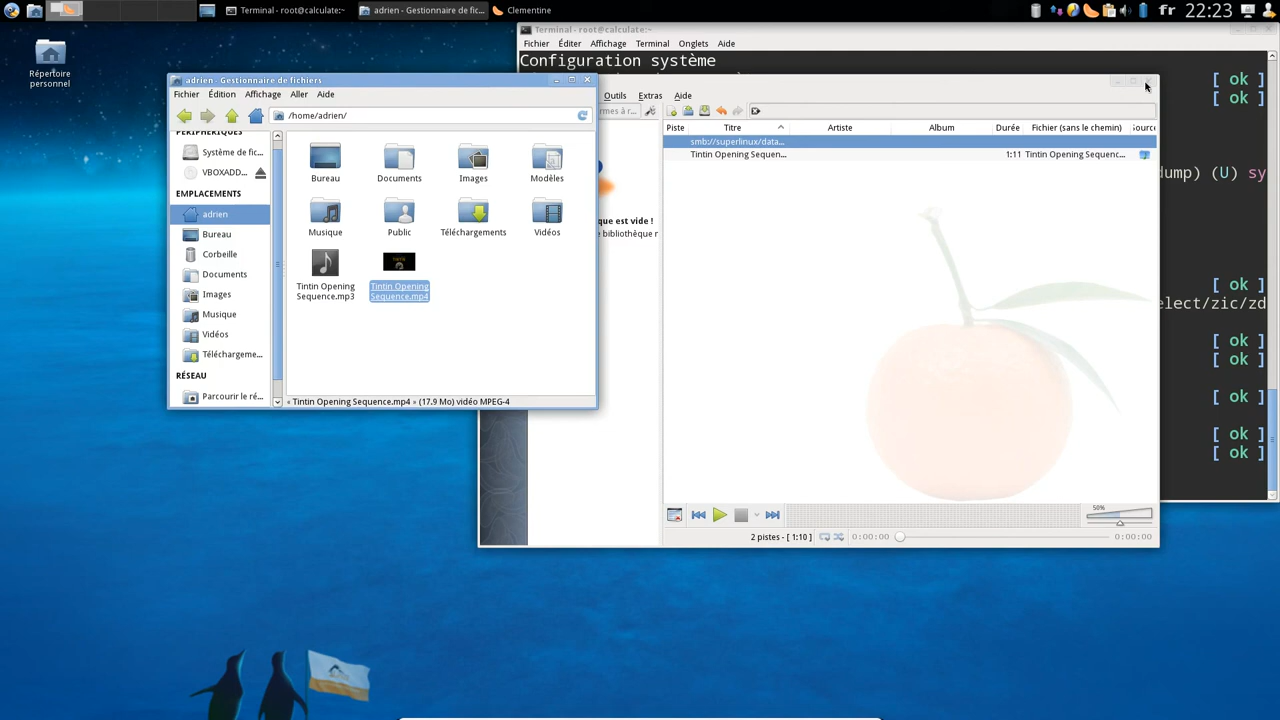 Terminal - root@calculate:~
adrien - Gestionnaire de fic...
Clementine
fr
22:23
Répertoire
personnel
Terminal - root@calculate:~
Fichier Éditer Affichage Terminal Onglets Aide
Configuration système
[ ok ]
[ ok ]
dump) (U) sy
[ ok ]
elect/zic/zd
[ ok ]
[ ok ]
[ ok ]
[ ok ]
[ ok ]
adrien - Gestionnaire de fichiers
Fichier Édition Affichage Aller Aide
/home/adrien/
PÉRIPHÉRIQUES
Système de fic...
VBOXADD...
EMPLACEMENTS
adrien
Bureau
Corbeille
Documents
Images
Musique
Vidéos
Téléchargeme...
RÉSEAU
Parcourir le ré...
Bureau
Documents
Images
Modèles
Musique
Public
Téléchargements
Vidéos
Tintin Opening
Sequence.mp3
Tintin Opening
Sequence.mp4
« Tintin Opening Sequence.mp4 » (17.9 Mo) vidéo MPEG-4
Outils Extras Aide
rmes à r...
que est vide !
e bibliothèque r
Piste Titre Artiste Album Durée Fichier (sans le chemin) Source
smb://superlinux/data...
Tintin Opening Sequen... 1:11 Tintin Opening Sequenc...
50%
2 pistes - [ 1:10 ]
0:00:00
0:00:00